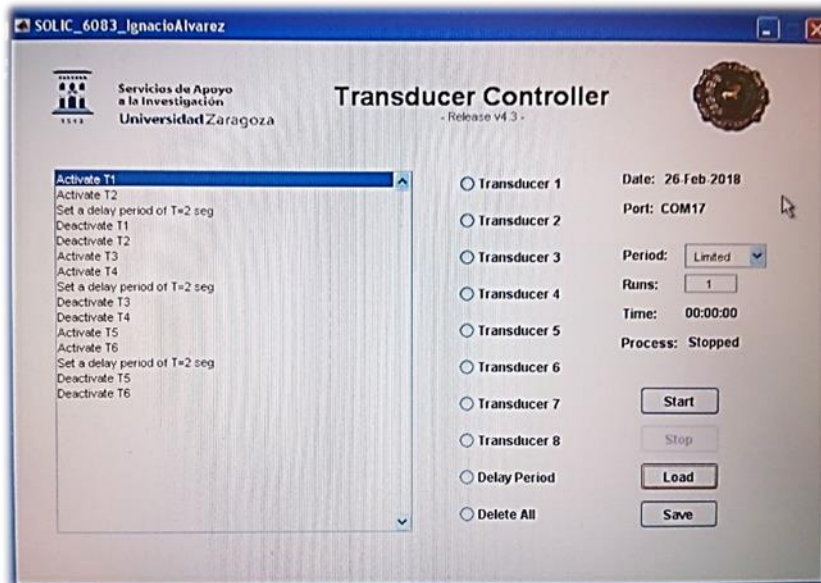 SOLIC_6083_IgnacioAlvarez
Servicios de Apoyo
a la Investigación
Universidad Zaragoza
1542
Transducer Controller
- Release v4.3 -
Activate T1
Activate T2
Set a delay period of T=2 seg
Deactivate T1
Deactivate T2
Activate T3
Activate T4
Set a delay period of T=2 seg
Deactivate T3
Deactivate T4
Activate T5
Activate T6
Set a delay period of T=2 seg
Deactivate T5
Deactivate T6
Transducer 1
Transducer 2
Transducer 3
Transducer 4
Transducer 5
Transducer 6
Transducer 7
Transducer 8
Delay Period
Delete All
Date: 26-Feb-2018
Port: COM17
Period: Limited
Runs: 1
Time: 00:00:00
Process: Stopped
Start
Stop
Load
Save